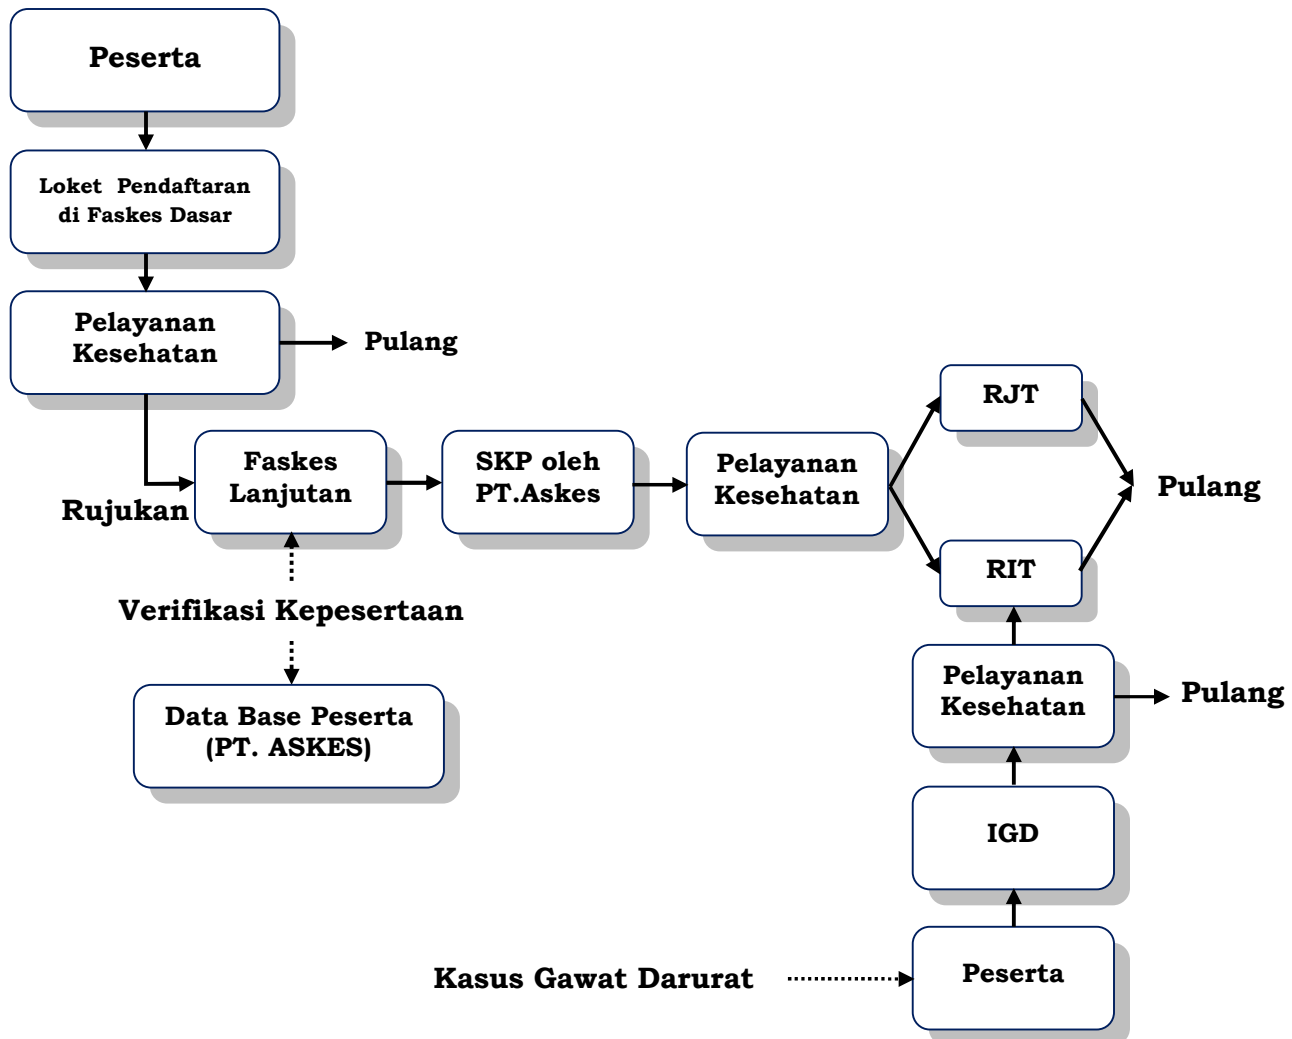 Peserta
Loket  Pendaftaran
di Faskes Dasar
Pelayanan
Kesehatan
Pulang
Rujukan
Faskes
Lanjutan
SKP oleh
PT.Askes
Pelayanan
Kesehatan
RJT
RIT
Pulang
Verifikasi Kepesertaan
Data Base Peserta
(PT. ASKES)
Pelayanan
Kesehatan
Pulang
IGD
Kasus Gawat Darurat
Peserta